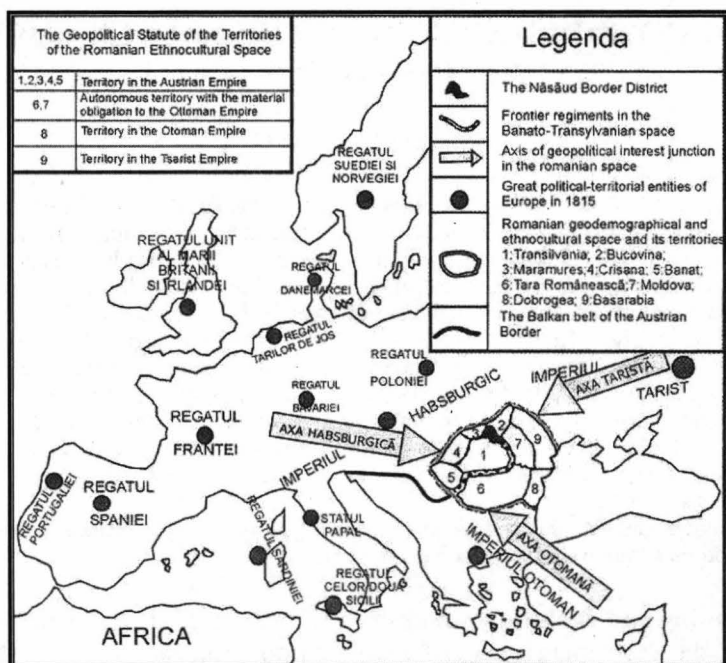 The Geopolitical Statute of the Territories
of the Romanian Ethnocultural Space
1,2,3,4,5 Territory in the Austrian Empire
6,7 Autonomous territory with the material
obligation to the Ottoman Empire
8 Territory in the Otoman Empire
9 Territory in the Tsarist Empire
Legenda
The Năsăud Border District
Frontier regiments in the
Banato-Transylvanian space
Axis of geopolitical interest junction
in the romanian space
Great political-territorial entities of
Europe in 1815
Romanian geodemographical and
ethnocultural space and its territories
1:Transilvania; 2:Bucovina;
3:Maramures;4:Crisana; 5:Banat;
6:Tara Românească;7:Moldova;
8:Dobrogea; 9:Basarabia
The Balkan belt of the Austrian
Border
REGATUL
SUEDIEI SI
NORVEGIEI
REGATUL UNIT
AL MARII
BRITANII
SI IRLANDEI
REGATUL
DANEMARCEI
REGATUL
TARILOR DE JOS
REGATUL
POLONIEI
REGATUL
BAVARIEI
HABSBURGIC
IMPERIUL
TARIST
AXA TARISTĂ
REGATUL
FRANTEI
AXA HABSBURGICĂ
IMPERIUL
2
4
1
7
9
5
6
8
REGATUL
PORTUGALIEI
REGATUL
SPANIEI
REGATUL
SARDINIEI
STATUL
PAPAL
REGATUL
CELOR DOUA
SICILII
IMPERIUL
OTOMAN
AXA OTOMANĂ
AFRICA